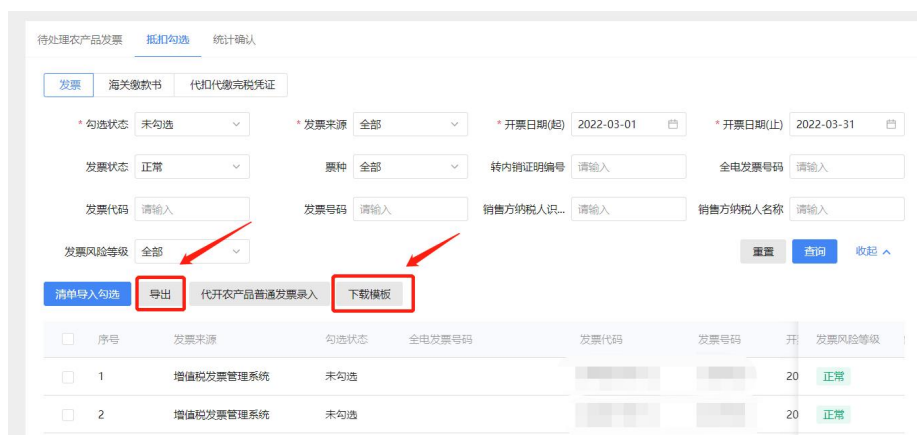 待处理农产品发票 抵扣勾选 统计确认
发票 海关缴款书 代扣代缴完税凭证
* 勾选状态 未勾选 * 发票来源 全部 * 开票日期(起) 2022-03-01 * 开票日期(止) 2022-03-31
发票状态 正常 票种 全部 转内销证明编号 请输入 全电发票号码 请输入
发票代码 请输入 发票号码 请输入 销售方纳税人识... 请输入 销售方纳税人名称 请输入
发票风险等级 全部 重置 查询 收起
清单导入勾选 导出 代开农产品普通发票录入 下载模板
序号 发票来源 勾选状态 全电发票号码 发票代码 发票号码 开 发票风险等级
1 增值税发票管理系统 未勾选 20 正常
2 增值税发票管理系统 未勾选 20 正常